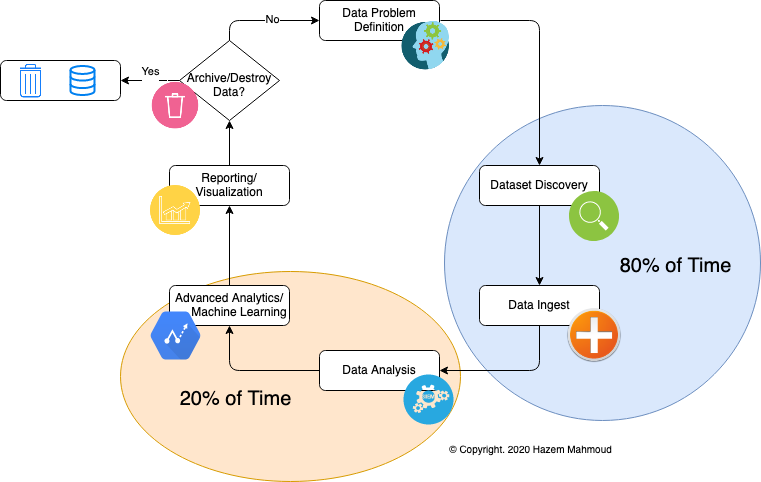 No
Data Problem
Definition
Yes
Archive/Destroy
Data?
Reporting/
Visualization
Dataset Discovery
80% of Time
Advanced Analytics/
Machine Learning
Data Ingest
Data Analysis
20% of Time
SIEM
© Copyright. 2020 Hazem Mahmoud